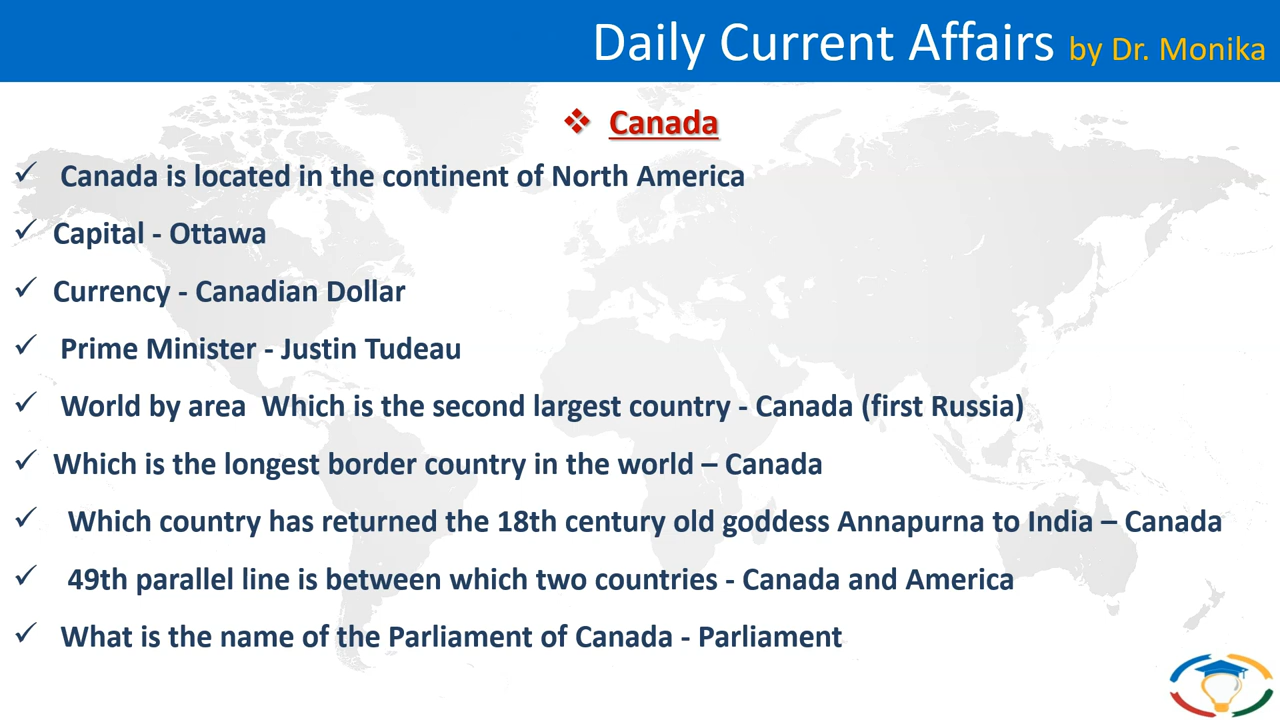 Daily Current Affairs by Dr. Monika
❖ Canada
✓ Canada is located in the continent of North America
✓ Capital - Ottawa
✓ Currency - Canadian Dollar
✓ Prime Minister - Justin Tudeau
✓ World by area Which is the second largest country - Canada (first Russia)
✓ Which is the longest border country in the world – Canada
✓ Which country has returned the 18th century old goddess Annapurna to India – Canada
✓ 49th parallel line is between which two countries - Canada and America
✓ What is the name of the Parliament of Canada - Parliament